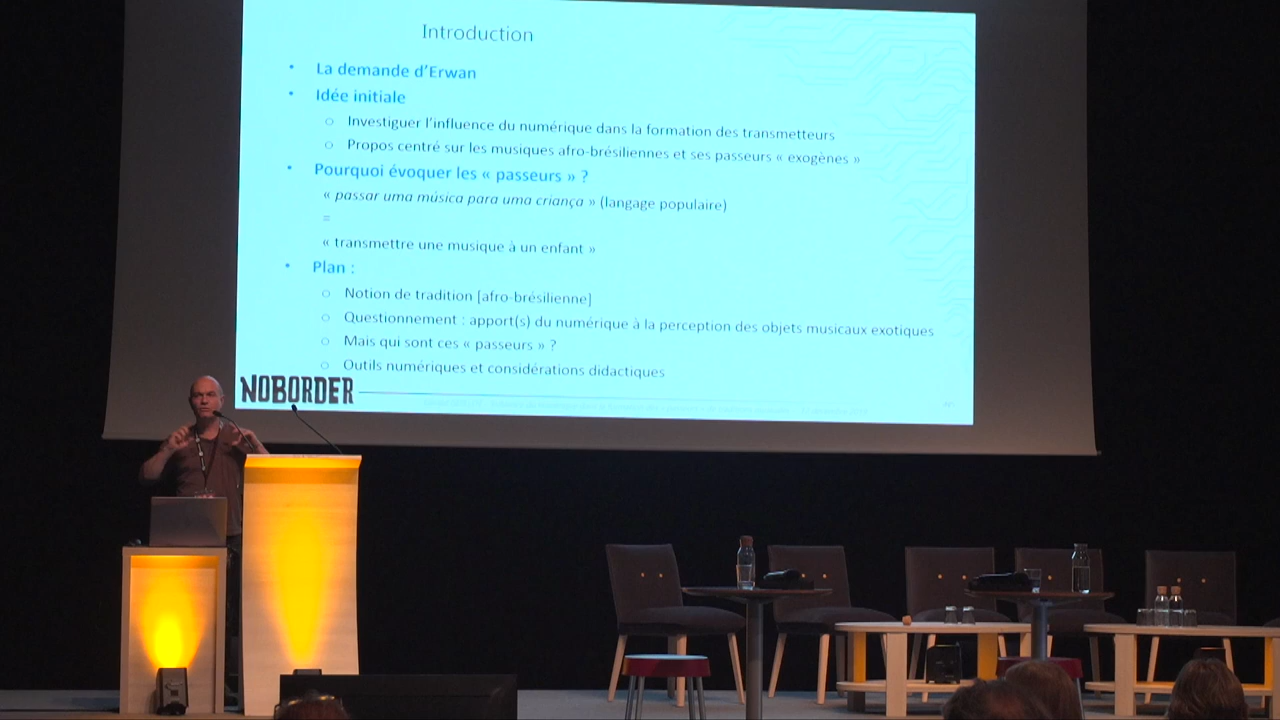 Introduction
• La demande d'Erwan
• Idée initiale
o Investiguer l'influence du numérique dans la formation des transmetteurs
o Propos centré sur les musiques afro-brésiliennes et ses passeurs « exogènes »
• Pourquoi évoquer les « passeurs » ?
« passar uma música para uma criança » (langage populaire)
=
« transmettre une musique à un enfant »
• Plan :
o Notion de tradition [afro-brésilienne]
o Questionnement : apport(s) du numérique à la perception des objets musicaux exotiques
o Mais qui sont ces « passeurs » ?
o Outils numériques et considérations didactiques
NOBORDER